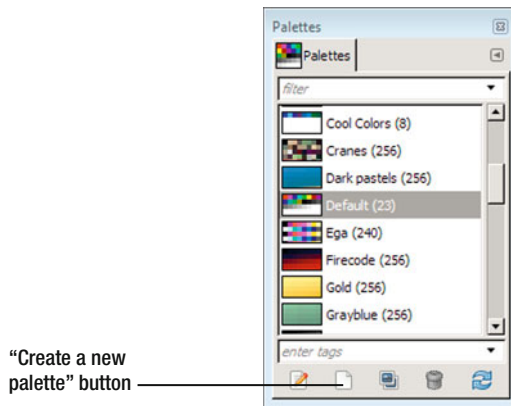 Palettes
Palettes
filter
Cool Colors (8)
Cranes (256)
Dark pastels (256)
Default (23)
Ega (240)
Firecode (256)
Gold (256)
Grayblue (256)
enter tags
“Create a new
palette” button